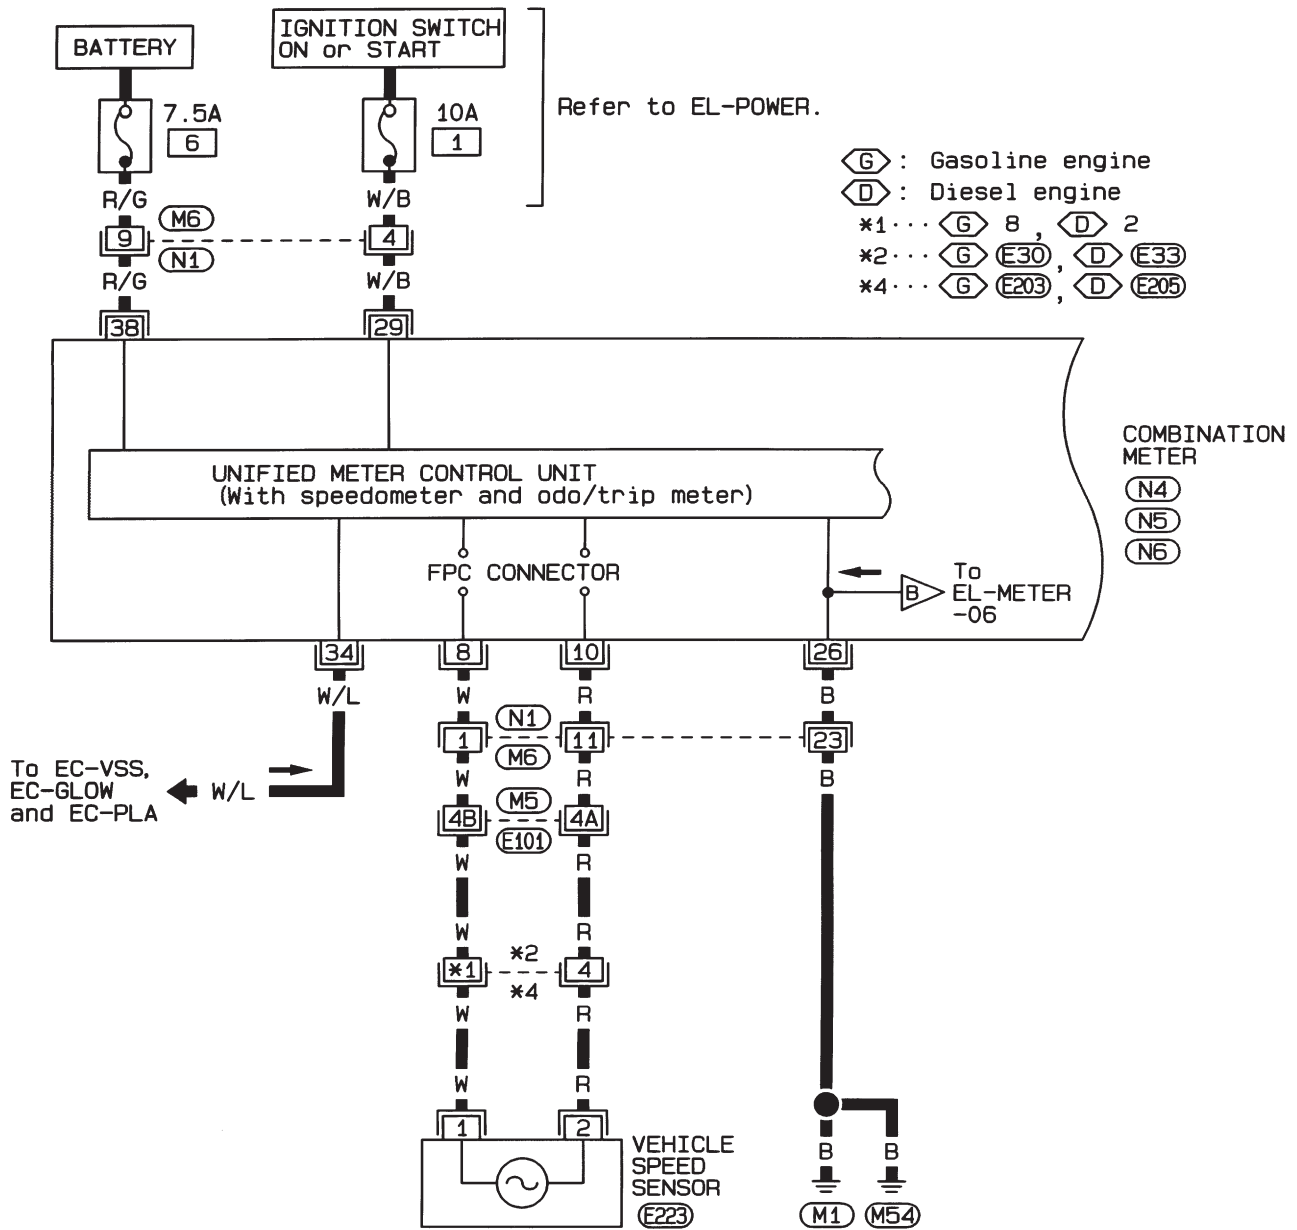 BATTERY
IGNITION SWITCH
ON or START
7.5A
6
10A
1
Refer to EL-POWER.
G : Gasoline engine
D : Diesel engine
*1··· G 8 , D 2
*2··· G E30 , D E33
*4··· G E203 , D E205
R/G
W/B
M6
9
4
N1
R/G
W/B
38
29
COMBINATION
METER
N4
N5
N6
UNIFIED METER CONTROL UNIT
(With speedometer and odo/trip meter)
FPC CONNECTOR
B
To
EL-METER
-06
34
8
10
26
W/L
W
R
B
N1
1
11
23
M6
To EC-VSS,
EC-GLOW
and EC-PLA
W/L
W
R
B
M5
4B
4A
E101
W
R
W
R
*2
*1
4
*4
W
R
W
R
1
2
VEHICLE
SPEED
SENSOR
E223
B
B
M1
M54